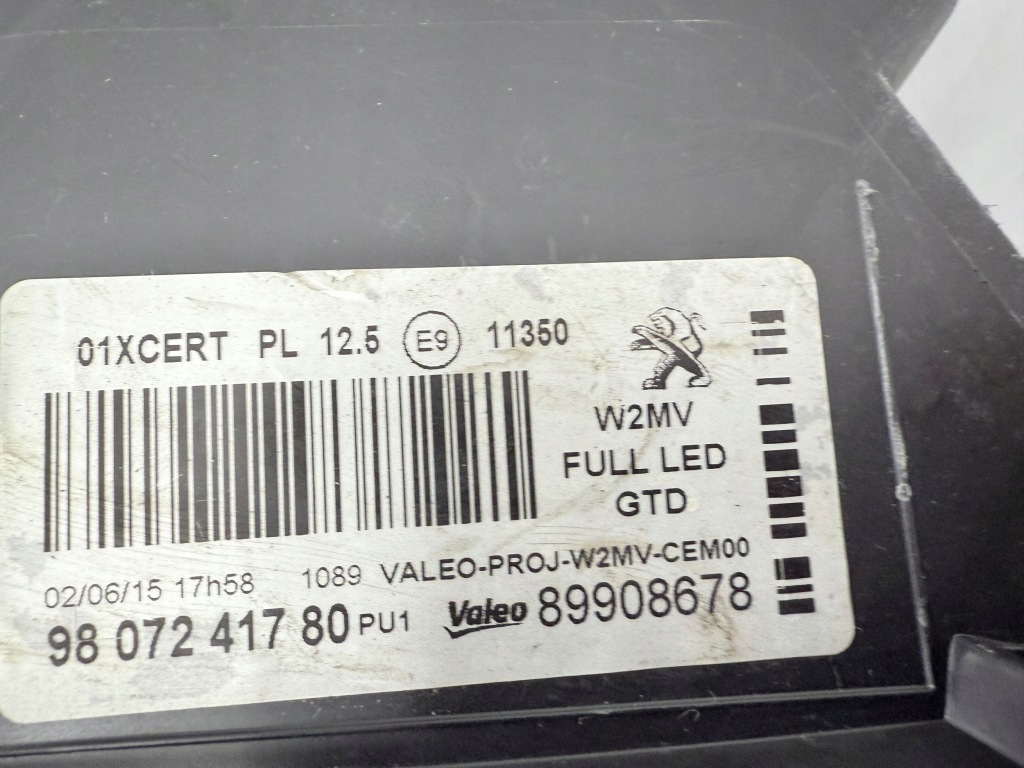 01XCERT PL 12.5 E9 11350
W2MV
FULL LED
GTD
02/06/15 17h58 1089 VALEO-PROJ-W2MV-CEM00
98 072 417 80 PU1 Valeo 89908678